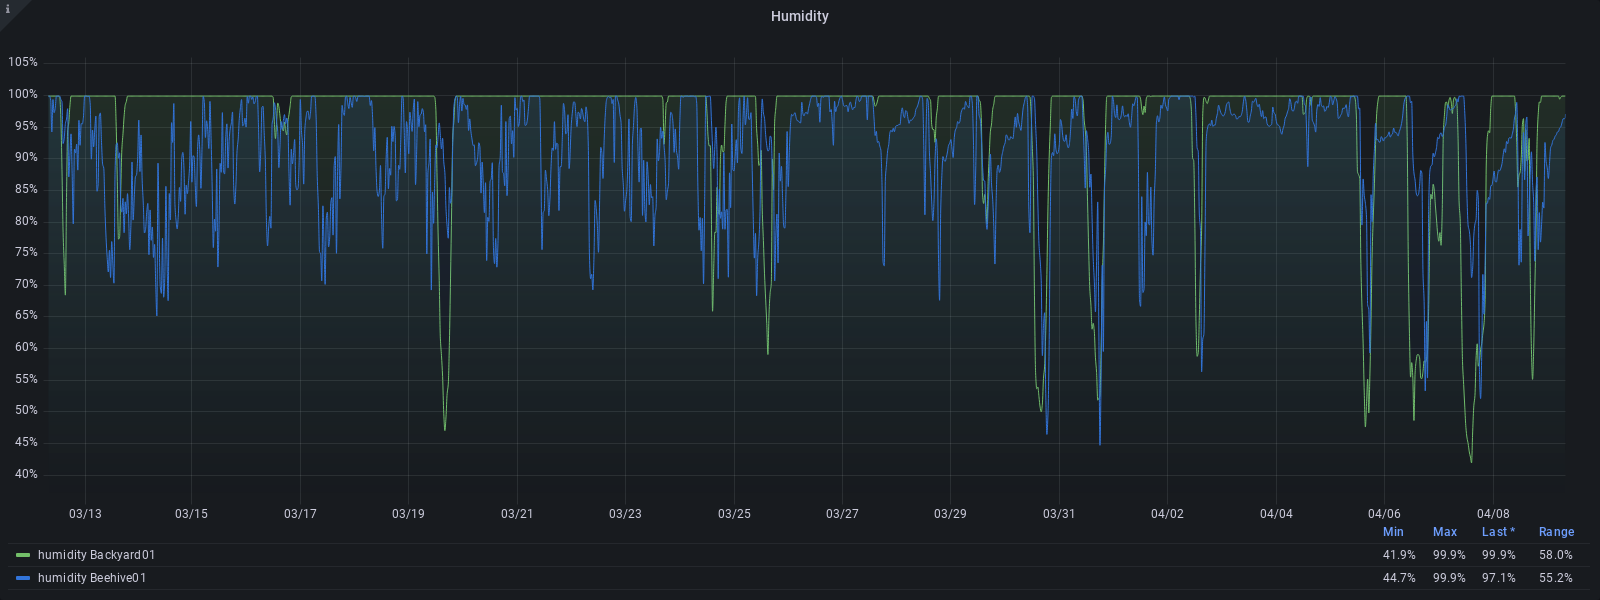 i
Humidity
105%
100%
95%
90%
85%
80%
75%
70%
65%
60%
55%
50%
45%
40%
03/13 03/15 03/17 03/19 03/21 03/23 03/25 03/27 03/29 03/31 04/02 04/04 04/06 04/08
Min Max Last * Range
humidity Backyard01 41.9% 99.9% 99.9% 58.0%
humidity Beehive01 44.7% 99.9% 97.1% 55.2%